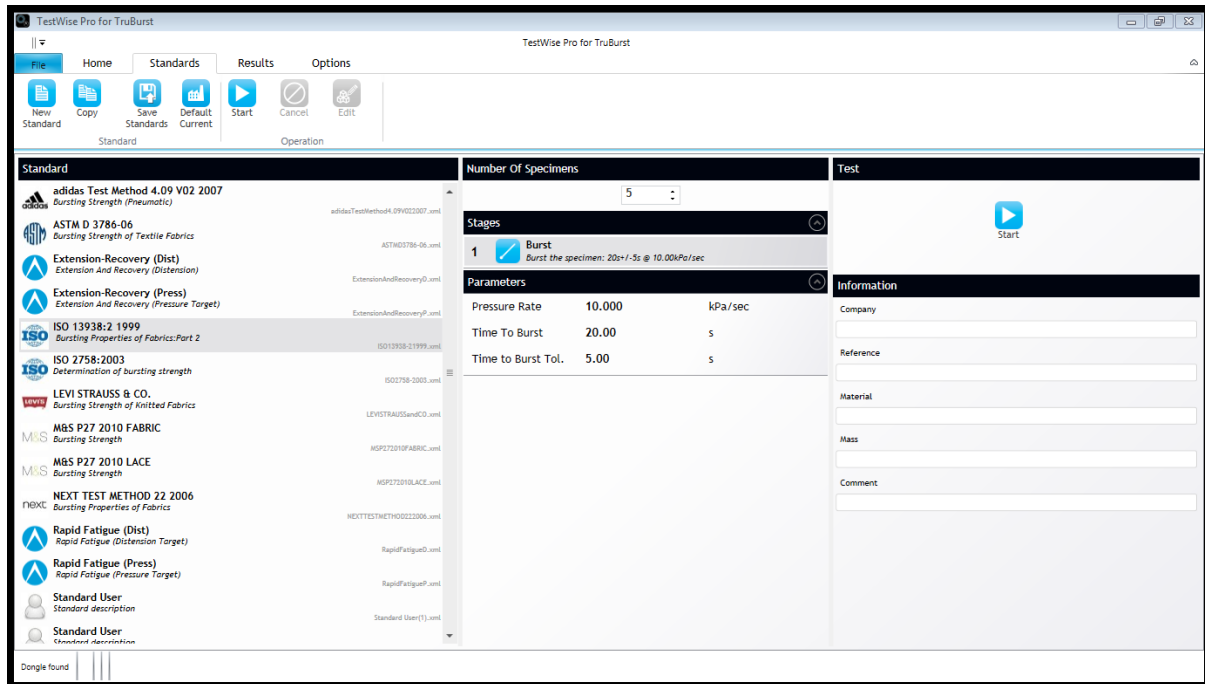 TestWise Pro for TruBurst
TestWise Pro for TruBurst
File Home Standards Results Options
New Standard
Copy
Save Standards
Default Current
Start
Cancel
Edit
Standard
Operation
Standard
adidas Test Method 4.09 V02 2007
Bursting Strength (Pneumatic)
adidasTestMethod4.09V022007.xml
ASTM D 3786-06
Bursting Strength of Textile Fabrics
ASTMD3786-06.xml
Extension-Recovery (Dist)
Extension And Recovery (Distension)
ExtensionAndRecoveryD.xml
Extension-Recovery (Press)
Extension And Recovery (Pressure Target)
ExtensionAndRecoveryP.xml
ISO 13938:2 1999
Bursting Properties of Fabrics:Part 2
ISO13938-21999.xml
ISO 2758:2003
Determination of bursting strength
ISO2758-2003.xml
LEVI STRAUSS & CO.
Bursting Strength of Knitted Fabrics
LEVISTRAUSSandCO.xml
M&S P27 2010 FABRIC
Bursting Strength
MSP272010FABRIC.xml
M&S P27 2010 LACE
Bursting Strength
MSP272010LACE.xml
NEXT TEST METHOD 22 2006
Bursting Properties of Fabrics
NEXTTESTMETHOD222006.xml
Rapid Fatigue (Dist)
Rapid Fatigue (Distension Target)
RapidFatigueD.xml
Rapid Fatigue (Press)
Rapid Fatigue (Pressure Target)
RapidFatigueP.xml
Standard User
Standard description
Standard User(1).xml
Standard User
Standard description
adidas
ASTM
ISO
ISO
Levi's
M&S
M&S
next
Number Of Specimens
5
Stages
1 Burst
Burst the specimen: 20s+/-5s @ 10.00kPa/sec
Parameters
Pressure Rate 10.000 kPa/sec
Time To Burst 20.00 s
Time to Burst Tol. 5.00 s
Test
Start
Information
Company
Reference
Material
Mass
Comment
Dongle found